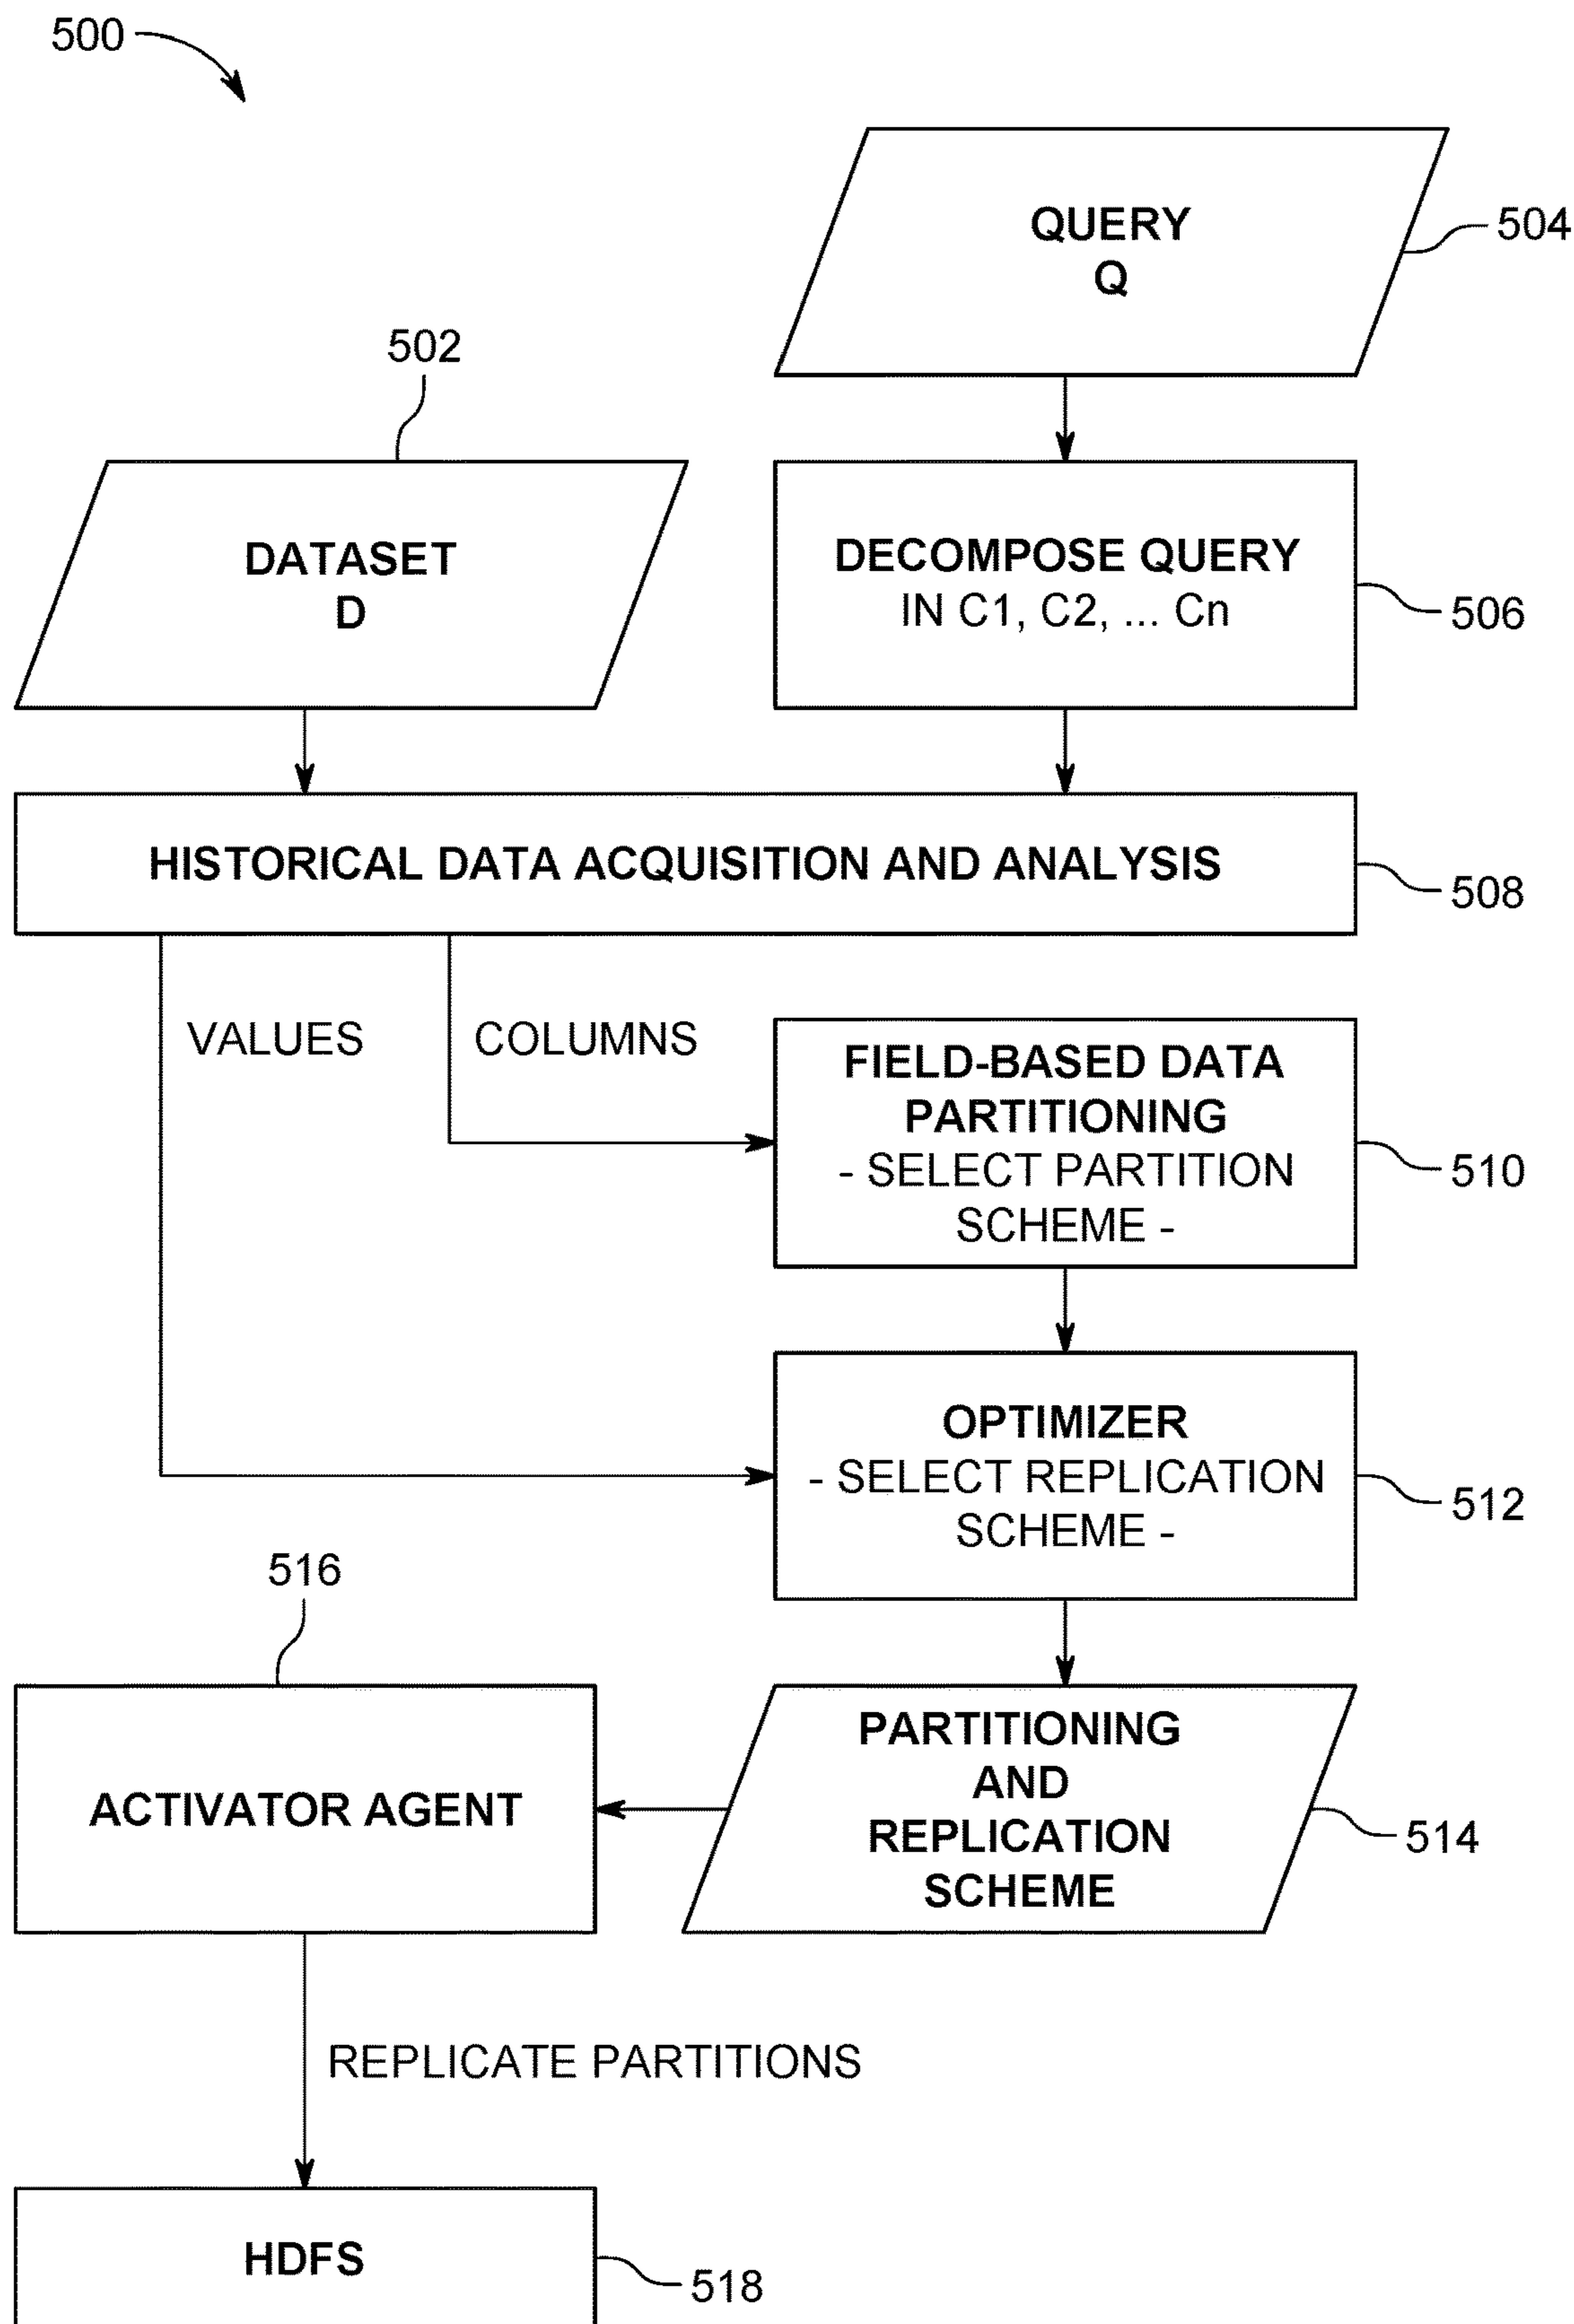 500
QUERY
Q
504
502
DATASET
D
DECOMPOSE QUERY
IN C1, C2, ... Cn
506
HISTORICAL DATA ACQUISITION AND ANALYSIS
508
VALUES
COLUMNS
FIELD-BASED DATA
PARTITIONING
- SELECT PARTITION
SCHEME -
510
OPTIMIZER
- SELECT REPLICATION
SCHEME -
512
516
ACTIVATOR AGENT
PARTITIONING
AND
REPLICATION
SCHEME
514
REPLICATE PARTITIONS
HDFS
518